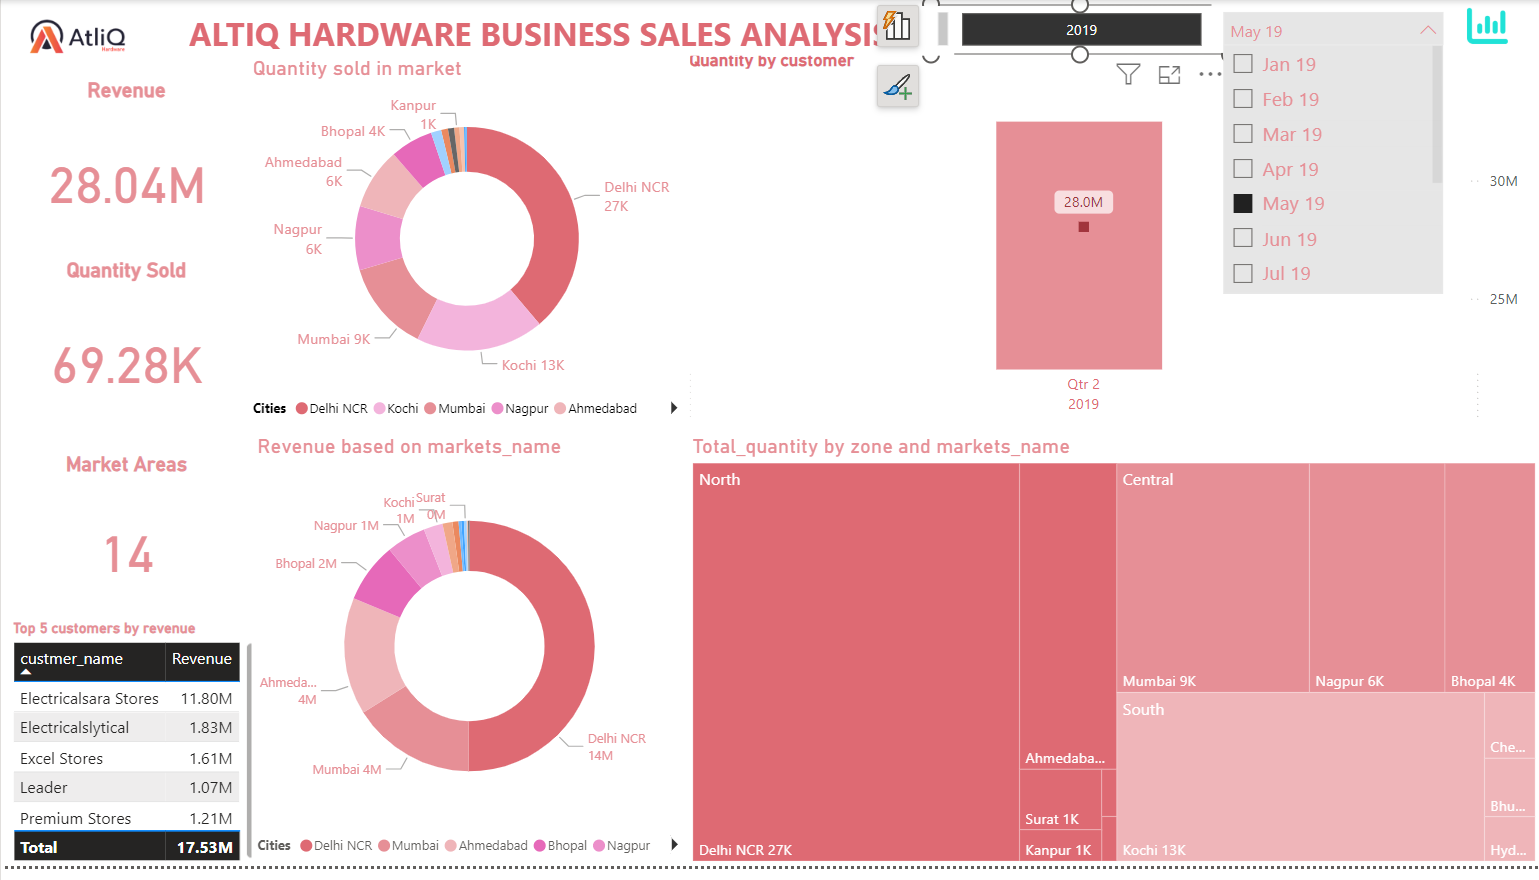 AtliQ
Hardware
ALTIQ HARDWARE BUSINESS SALES ANALYSIS
2019
May 19
Jan 19
Feb 19
Mar 19
Apr 19
May 19
Jun 19
Jul 19
Revenue
28.04M
Quantity Sold
69.28K
Market Areas
14
Quantity sold in market
Kanpur
1K
Bhopal 4K
Ahmedabad
6K
Nagpur
6K
Mumbai 9K
Kochi 13K
Delhi NCR
27K
Cities Delhi NCR Kochi Mumbai Nagpur Ahmedabad
Quantity by customer
28.0M
30M
25M
Qtr 2
2019
Revenue based on markets_name
Surat
0M
Kochi
1M
Nagpur 1M
Bhopal 2M
Ahmeda...
4M
Mumbai 4M
Delhi NCR
14M
Cities Delhi NCR Mumbai Ahmedabad Bhopal Nagpur
Total_quantity by zone and markets_name
North
Delhi NCR 27K
Ahmedaba...
Surat 1K
Kanpur 1K
Central
Mumbai 9K
Nagpur 6K
Bhopal 4K
South
Kochi 13K
Che...
Bhu...
Hyd...
Top 5 customers by revenue
custmer_name Revenue
Electricalsara Stores 11.80M
Electricalslytical 1.83M
Excel Stores 1.61M
Leader 1.07M
Premium Stores 1.21M
Total 17.53M